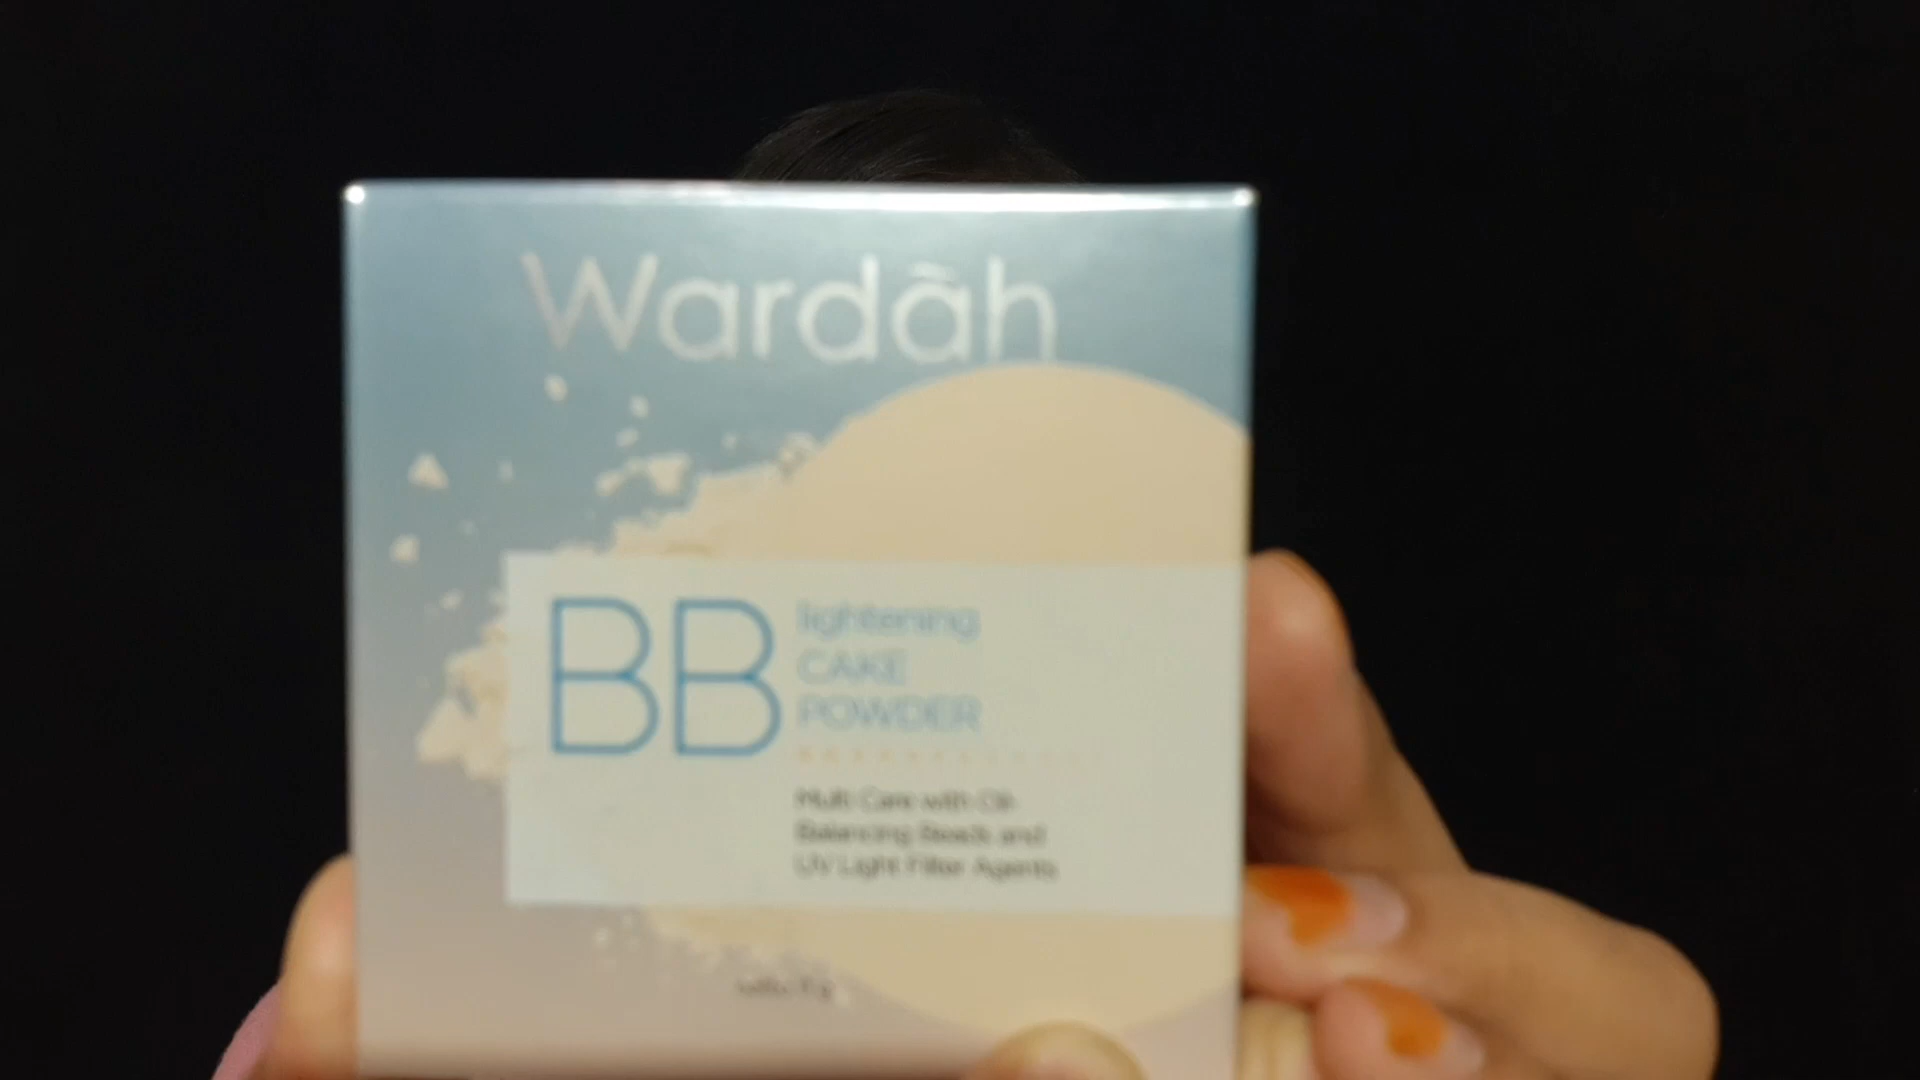 Wardàh
BB
lightening
CAKE
POWDER
Multi Care with Oil-
Balancing Beads and
UV Light Filter Agents